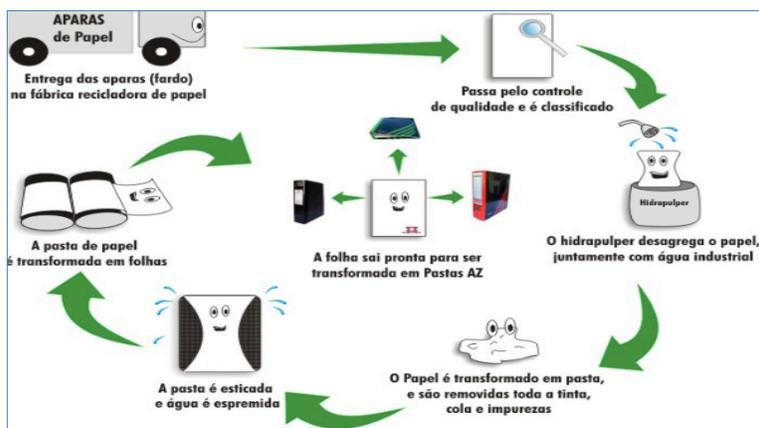 APARAS
de Papel
Entrega das aparas (fardo)
na fábrica recicladora de papel
Passa pelo controle
de qualidade e é classificado
Hidrapulper
O hidrapulper desagrega o papel,
juntamente com água industrial
O Papel é transformado em pasta,
e são removidas toda a tinta,
cola e impurezas
A pasta é esticada
e água é espremida
A pasta de papel
é transformada em folhas
A folha sai pronta para ser
transformada em Pastas AZ